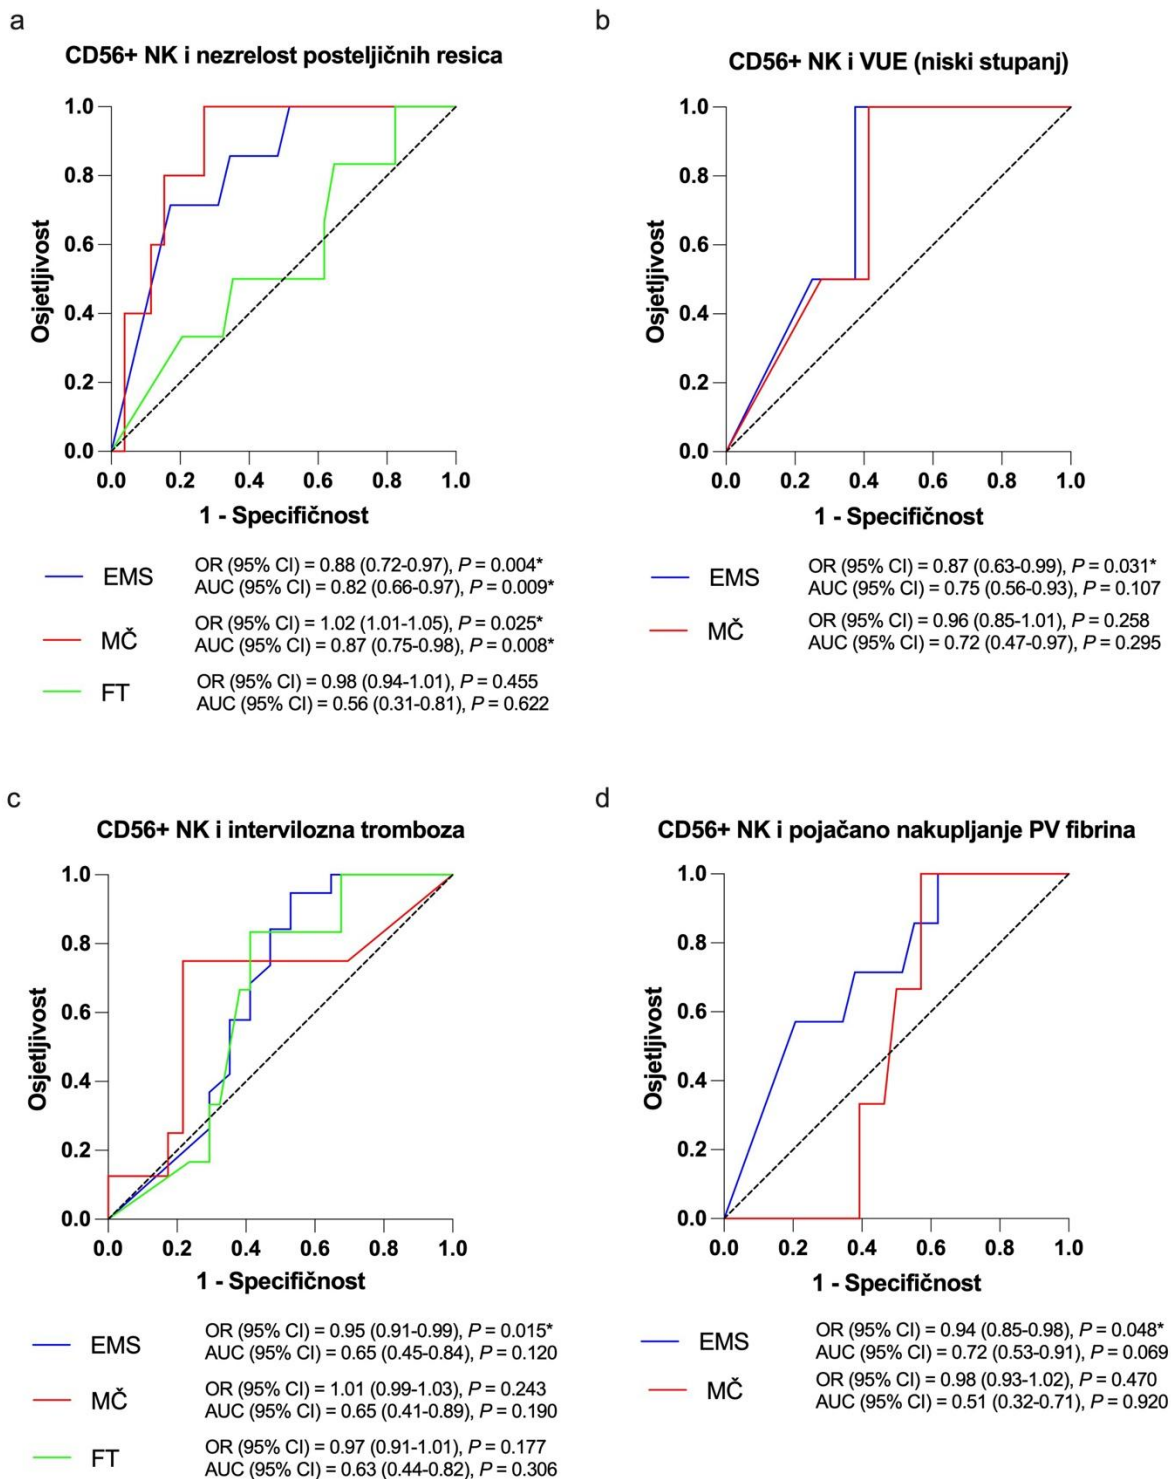 a
CD56+ NK i nezrelost posteljičnih resica
1.0
0.8
0.6
0.4
0.2
0.0
Osjetljivost
0.0 0.2 0.4 0.6 0.8 1.0
1 - Specifičnost
EMS
OR (95% CI) = 0.88 (0.72-0.97), P = 0.004*
AUC (95% CI) = 0.82 (0.66-0.97), P = 0.009*
MČ
OR (95% CI) = 1.02 (1.01-1.05), P = 0.025*
AUC (95% CI) = 0.87 (0.75-0.98), P = 0.008*
FT
OR (95% CI) = 0.98 (0.94-1.01), P = 0.455
AUC (95% CI) = 0.56 (0.31-0.81), P = 0.622
b
CD56+ NK i VUE (niski stupanj)
1.0
0.8
0.6
0.4
0.2
0.0
Osjetljivost
0.0 0.2 0.4 0.6 0.8 1.0
1 - Specifičnost
EMS
OR (95% CI) = 0.87 (0.63-0.99), P = 0.031*
AUC (95% CI) = 0.75 (0.56-0.93), P = 0.107
MČ
OR (95% CI) = 0.96 (0.85-1.01), P = 0.258
AUC (95% CI) = 0.72 (0.47-0.97), P = 0.295
c
CD56+ NK i intervilozna tromboza
1.0
0.8
0.6
0.4
0.2
0.0
Osjetljivost
0.0 0.2 0.4 0.6 0.8 1.0
1 - Specifičnost
EMS
OR (95% CI) = 0.95 (0.91-0.99), P = 0.015*
AUC (95% CI) = 0.65 (0.45-0.84), P = 0.120
MČ
OR (95% CI) = 1.01 (0.99-1.03), P = 0.243
AUC (95% CI) = 0.65 (0.41-0.89), P = 0.190
FT
OR (95% CI) = 0.97 (0.91-1.01), P = 0.177
AUC (95% CI) = 0.63 (0.44-0.82), P = 0.306
d
CD56+ NK i pojačano nakupljanje PV fibrina
1.0
0.8
0.6
0.4
0.2
0.0
Osjetljivost
0.0 0.2 0.4 0.6 0.8 1.0
1 - Specifičnost
EMS
OR (95% CI) = 0.94 (0.85-0.98), P = 0.048*
AUC (95% CI) = 0.72 (0.53-0.91), P = 0.069
MČ
OR (95% CI) = 0.98 (0.93-1.02), P = 0.470
AUC (95% CI) = 0.51 (0.32-0.71), P = 0.920